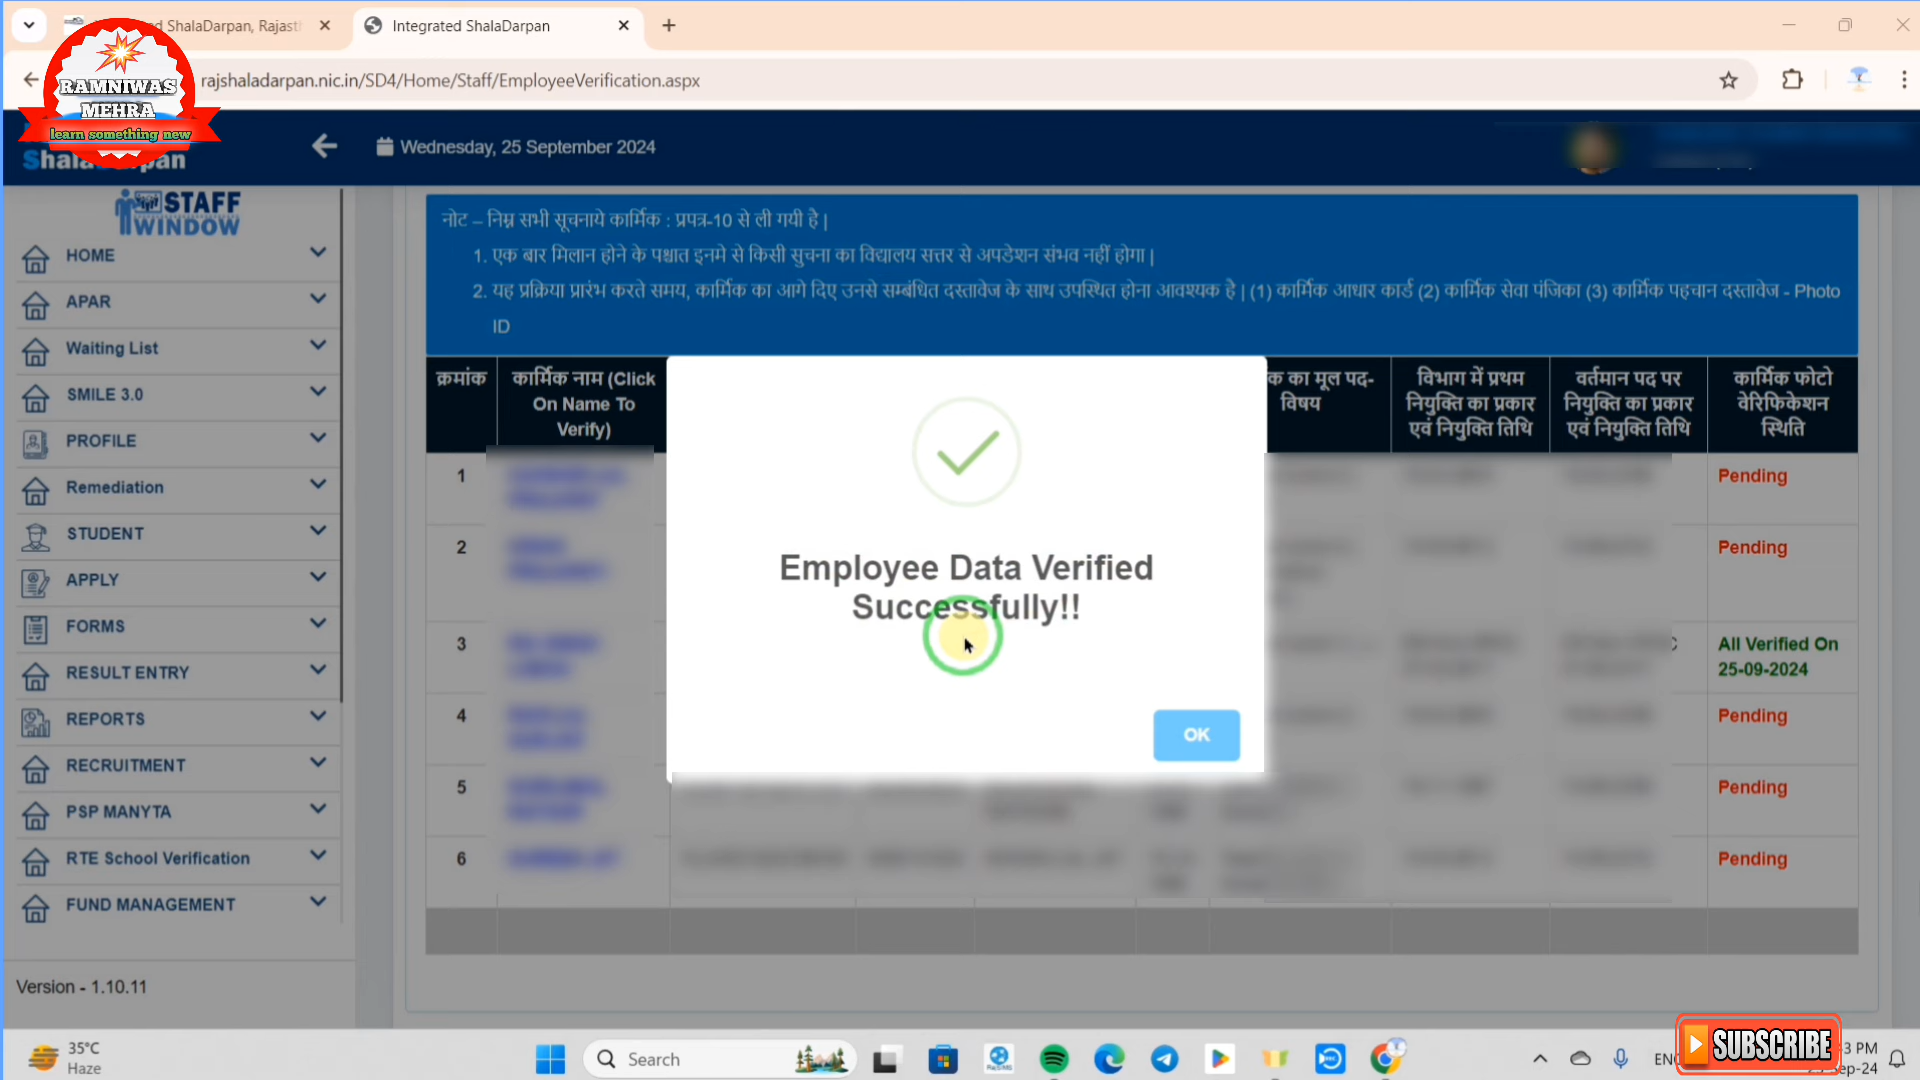 Integrated ShalaDarpan
RAMNIWAS
MEHRA
learn something new
rajshaladarpan.nic.in/SD4/Home/Staff/EmployeeVerification.aspx
Wednesday, 25 September 2024
STAFF
WINDOW
HOME
APAR
Waiting List
SMILE 3.0
PROFILE
Remediation
STUDENT
APPLY
FORMS
RESULT ENTRY
REPORTS
RECRUITMENT
PSP MANYTA
RTE School Verification
FUND MANAGEMENT
Version - 1.10.11
नोट – निम्न सभी सूचनाये कार्मिक : प्रपत्र-10 से ली गयी है |
1. एक बार मिलान होने के पश्चात इनमे से किसी सुचना का विद्यालय सत्तर से अपडेशन संभव नहीं होगा |
2. यह प्रक्रिया प्रारंभ करते समय, कार्मिक का आगे दिए उनसे सम्बंधित दस्तावेज के साथ उपस्थित होना आवश्यक है | (1) कार्मिक आधार कार्ड (2) कार्मिक सेवा पंजिका (3) कार्मिक पहचान दस्तावेज - Photo
ID
क्रमांक
कार्मिक नाम (Click
On Name To
Verify)
क का मूल पद-
विषय
विभाग में प्रथम
नियुक्ति का प्रकार
एवं नियुक्ति तिथि
वर्तमान पद पर
नियुक्ति का प्रकार
एवं नियुक्ति तिथि
कार्मिक फोटो
वेरिफिकेशन
स्थिति
1
Pending
2
Pending
3
All Verified On
25-09-2024
4
Pending
5
Pending
6
Pending
Employee Data Verified
Successfully!!
OK
35°C
Haze
Search
SUBSCRIBE